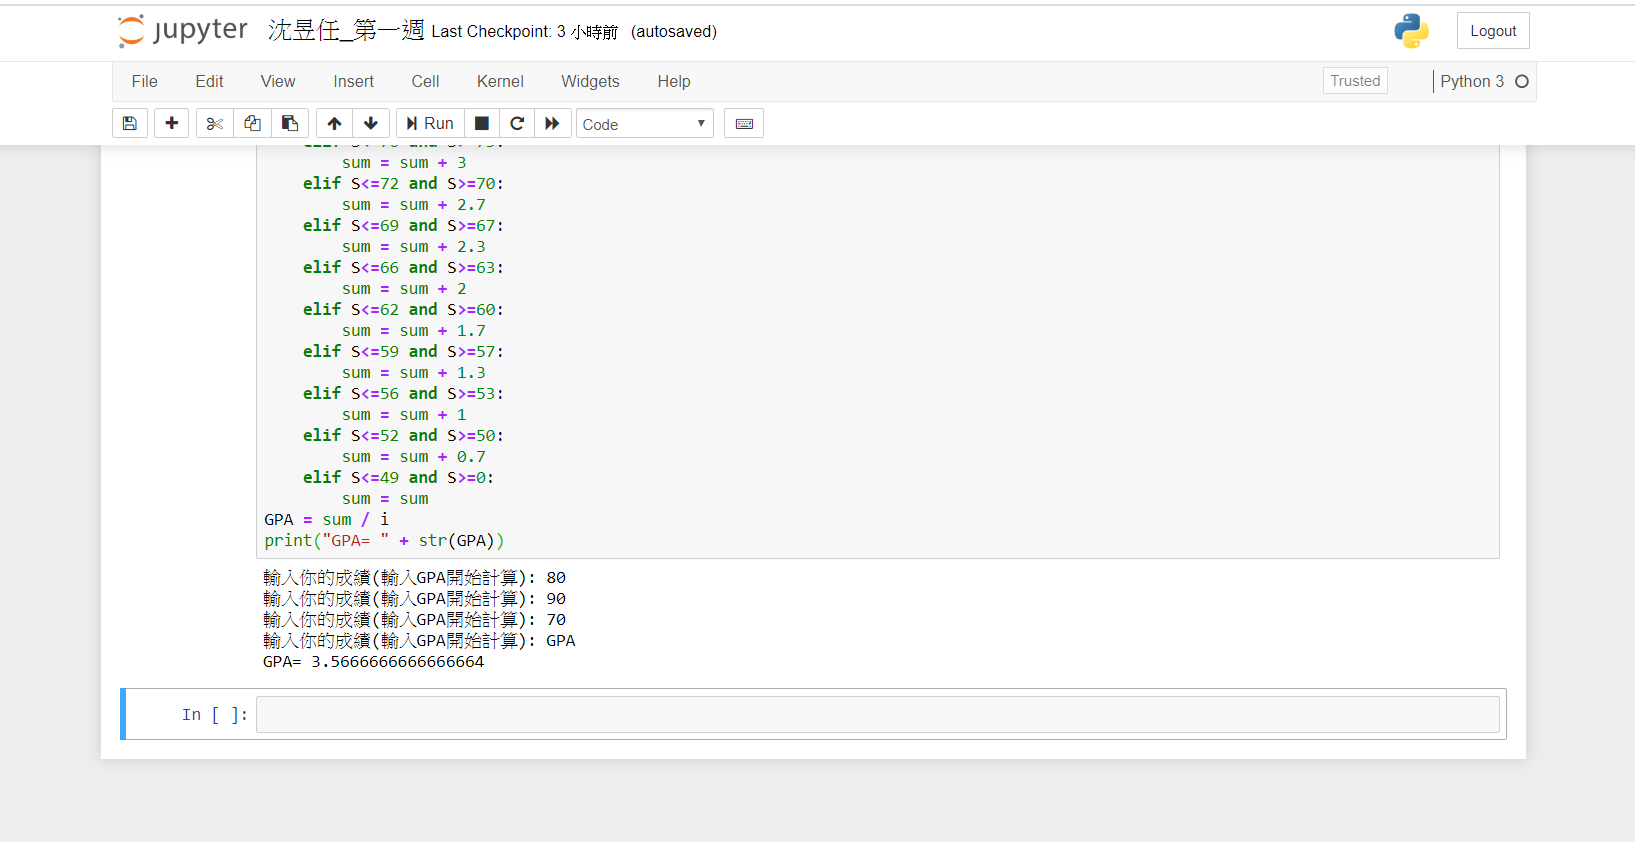 jupyter 沈昱任_第一週 Last Checkpoint: 3 小時前 (autosaved) Logout
File Edit View Insert Cell Kernel Widgets Help Trusted Python 3
Run Code
sum = sum + 3
elif S<=72 and S>=70:
sum = sum + 2.7
elif S<=69 and S>=67:
sum = sum + 2.3
elif S<=66 and S>=63:
sum = sum + 2
elif S<=62 and S>=60:
sum = sum + 1.7
elif S<=59 and S>=57:
sum = sum + 1.3
elif S<=56 and S>=53:
sum = sum + 1
elif S<=52 and S>=50:
sum = sum + 0.7
elif S<=49 and S>=0:
sum = sum
GPA = sum / i
print("GPA= " + str(GPA))
輸入你的成績(輸入GPA開始計算): 80
輸入你的成績(輸入GPA開始計算): 90
輸入你的成績(輸入GPA開始計算): 70
輸入你的成績(輸入GPA開始計算): GPA
GPA= 3.5666666666666664
In [ ]: